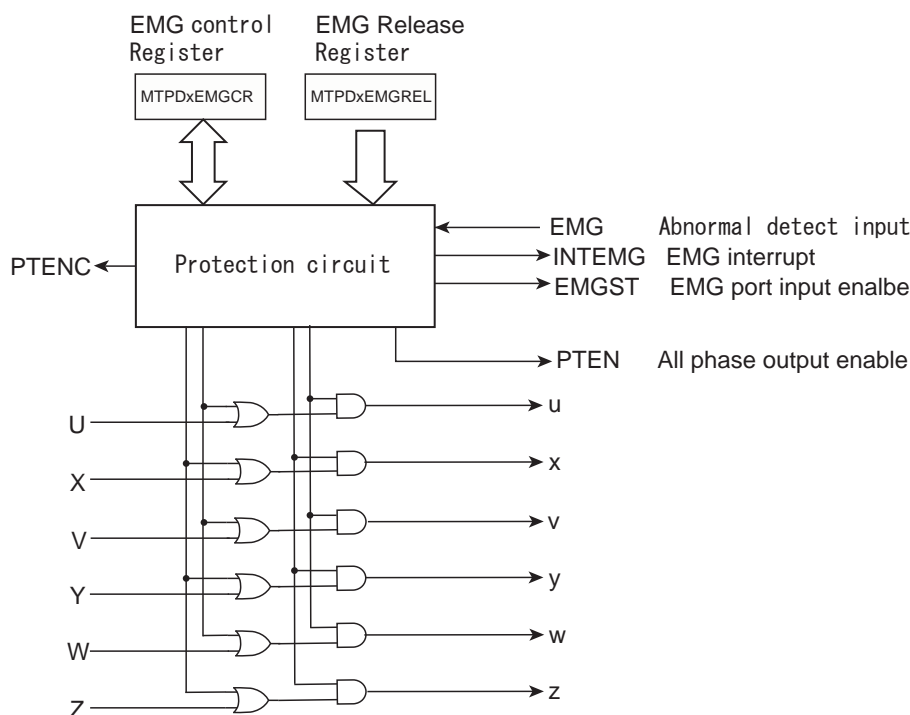 EMG control
Register
EMG Release
Register
MTPDxEMGCR
MTPDxEMGREL
EMG Abnormal detect input
PTENC
Protection circuit
INTEMG EMG interrupt
EMGST EMG port input enalbe
PTEN All phase output enable
U
u
X
x
V
v
Y
y
W
w
Z
z